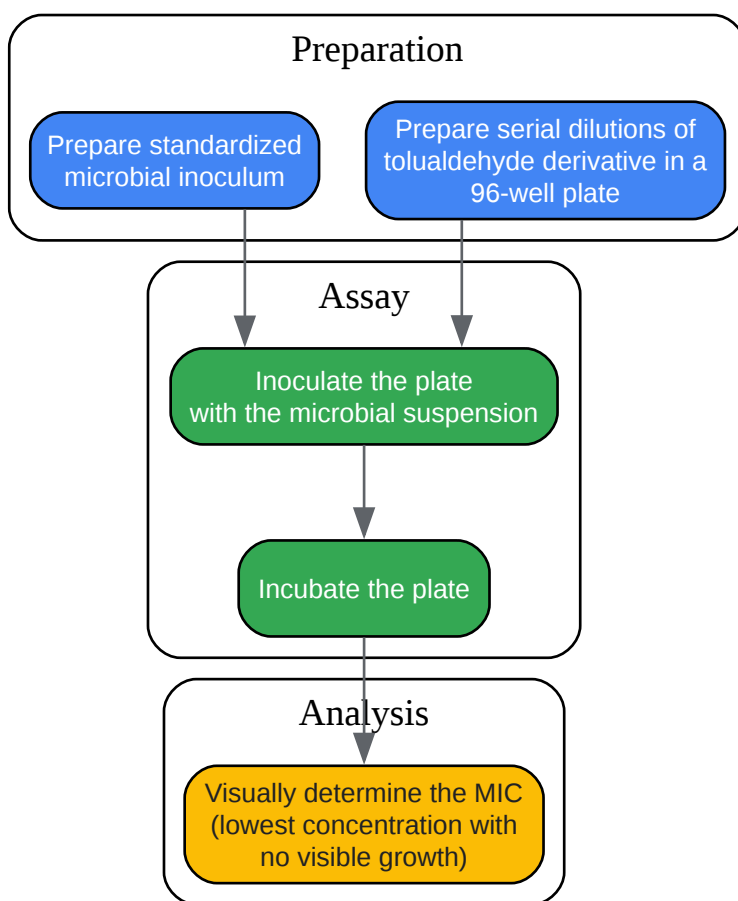 Preparation
Prepare standardized
microbial inoculum
Prepare serial dilutions of
tolualdehyde derivative in a
96-well plate
Assay
Inoculate the plate
with the microbial suspension
Incubate the plate
Analysis
Visually determine the MIC
(lowest concentration with
no visible growth)